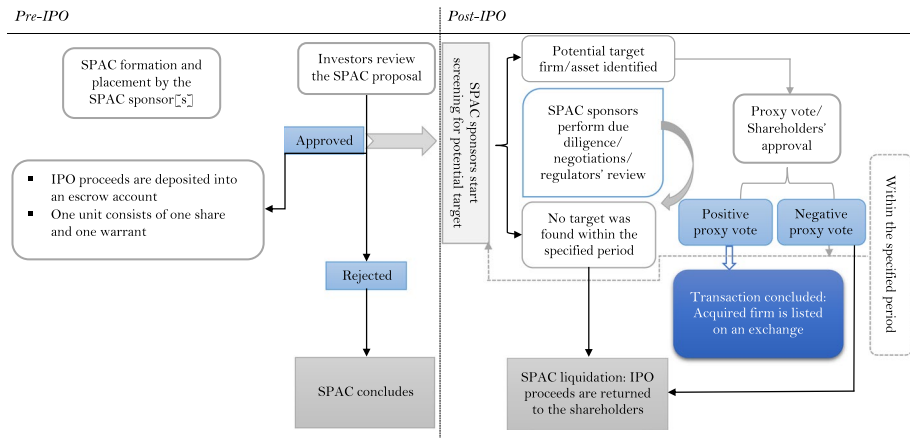 Pre-IPO
SPAC formation and
placement by the
SPAC sponsor[s]
Investors review
the SPAC proposal
Approved
▪ IPO proceeds are deposited into
an escrow account
▪ One unit consists of one share
and one warrant
Rejected
SPAC concludes
Post-IPO
SPAC sponsors start
screening for potential target
Potential target
firm/asset identified
SPAC sponsors
perform due
diligence/
negotiations/
regulators' review
No target was
found within the
specified period
Proxy vote/
Shareholders'
approval
Positive
proxy vote
Negative
proxy vote
Within the specified period
Transaction concluded:
Acquired firm is listed
on an exchange
SPAC liquidation: IPO
proceeds are returned
to the shareholders